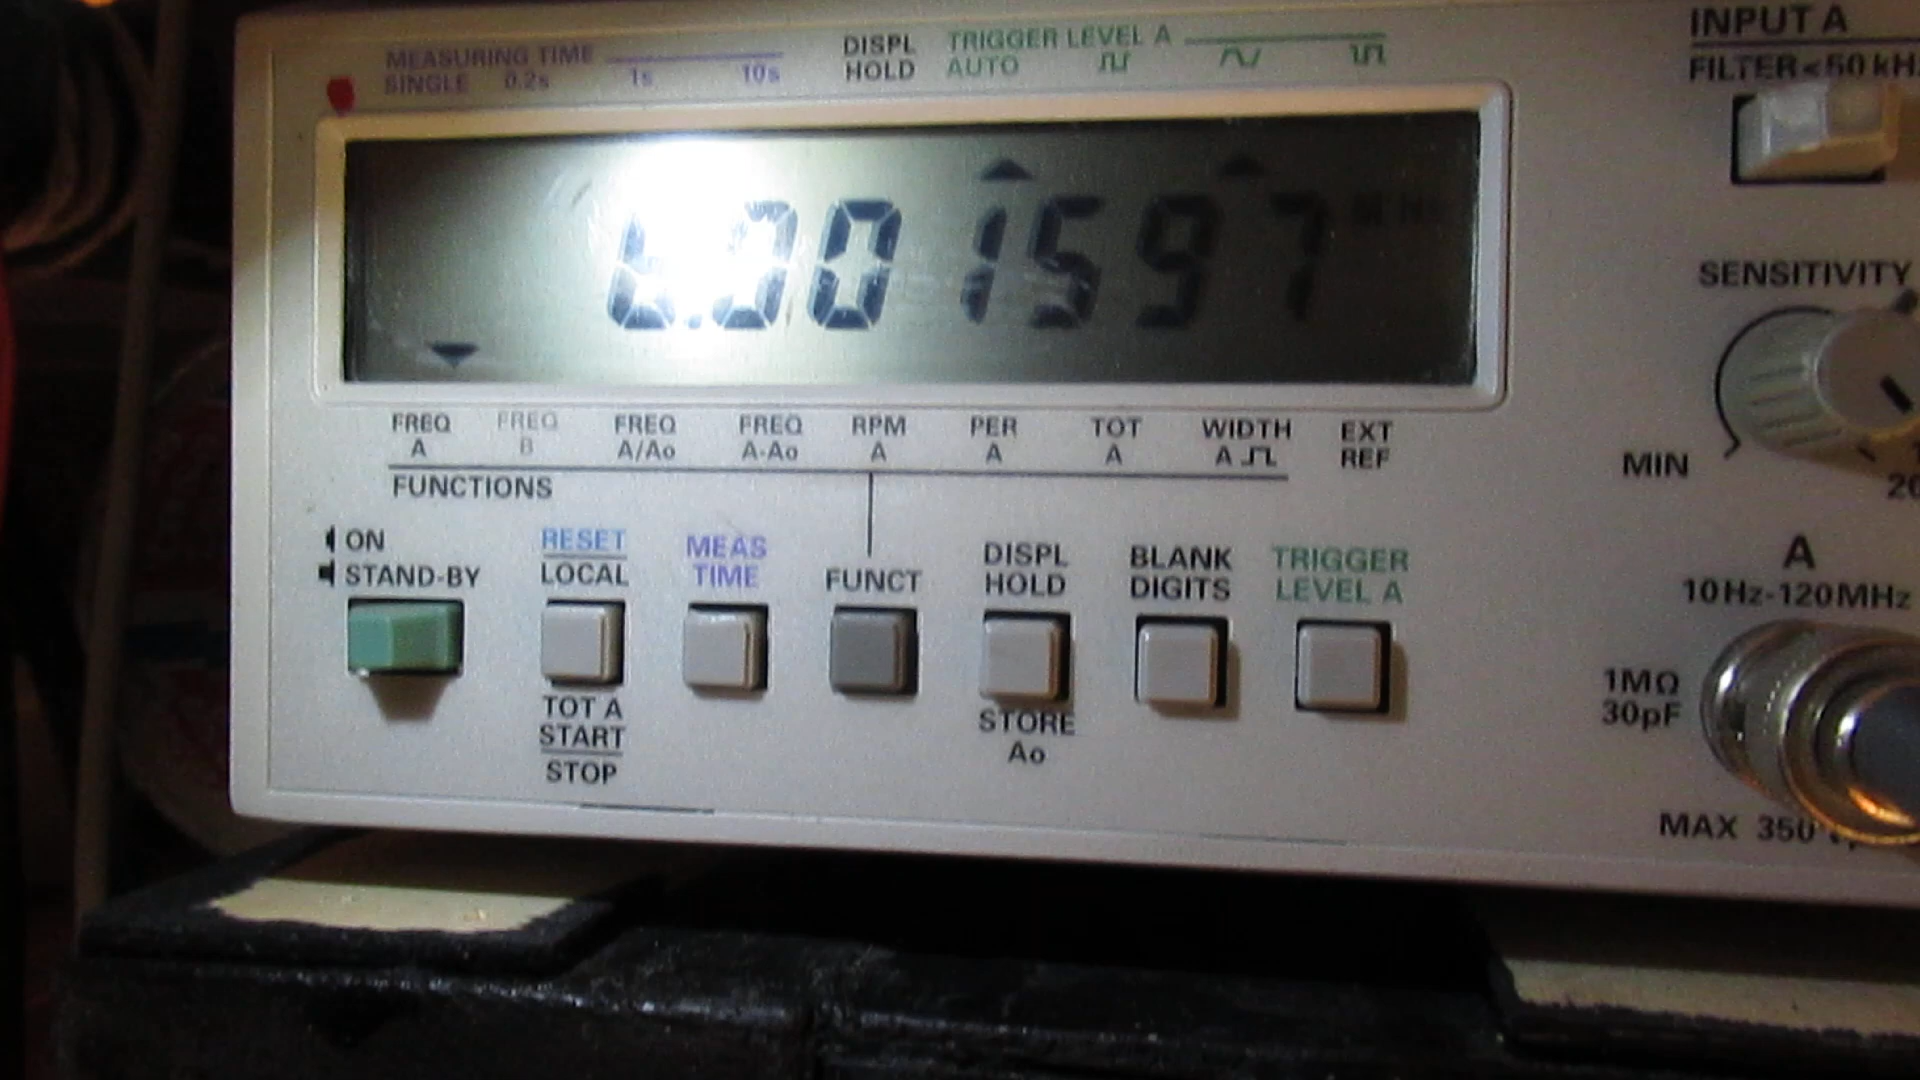 MEASURING TIME
SINGLE 0.2s 1s 10s
DISPL
HOLD
TRIGGER LEVEL A
AUTO
INPUT A
FILTER<50 kHz
001597
SENSITIVITY
MIN
FREQ
A
FREQ
B
FREQ
A/Ao
FREQ
A-Ao
RPM
A
PER
A
TOT
A
WIDTH
A
EXT
REF
FUNCTIONS
ON
STAND-BY
RESET
LOCAL
MEAS
TIME
FUNCT
DISPL
HOLD
BLANK
DIGITS
TRIGGER
LEVEL A
A
10Hz-120MHz
TOT A
START
STOP
STORE
Ao
1MΩ
30pF
MAX 350